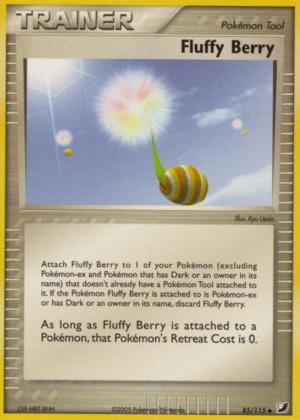 TRAINER
Pokémon Tool
Fluffy Berry
Illus. Ryo Ueda
Attach Fluffy Berry to 1 of your Pokémon (excluding
Pokémon-ex and Pokémon that has Dark or an owner in its
name) that doesn't already have a Pokémon Tool attached to
it. If the Pokémon Fluffy Berry is attached to is Pokémon-ex
or has Dark or an owner in its name, discard Fluffy Berry.
As long as Fluffy Berry is attached to a
Pokémon, that Pokémon's Retreat Cost is 0.
©2005 Pokémon/Nintendo
85/115